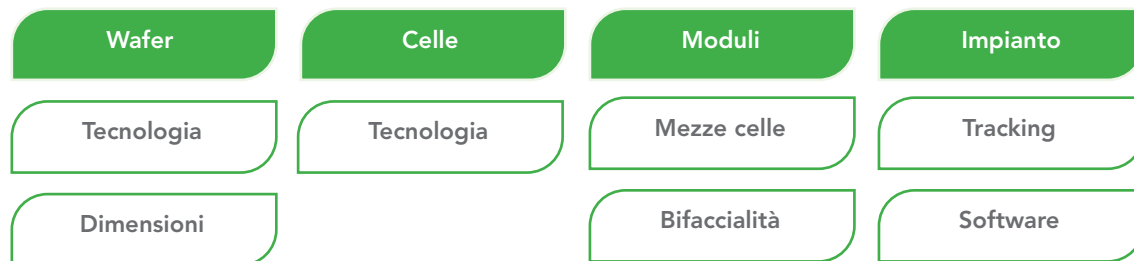 Wafer
Celle
Moduli
Impianto
Tecnologia
Tecnologia
Mezze celle
Tracking
Dimensioni
Bifaccialità
Software